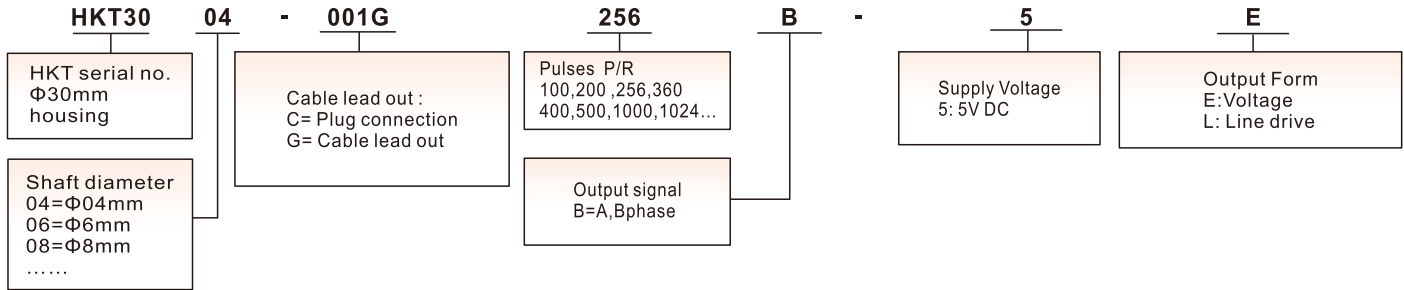 HKT30 04 - 001G 256 B - 5 E
HKT serial no.
Φ30mm
housing
Shaft diameter
04=Φ04mm
06=Φ6mm
08=Φ8mm
......
Cable lead out :
C= Plug connection
G= Cable lead out
Pulses P/R
100,200 ,256,360
400,500,1000,1024...
Output signal
B=A,Bphase
Supply Voltage
5: 5V DC
Output Form
E:Voltage
L: Line drive